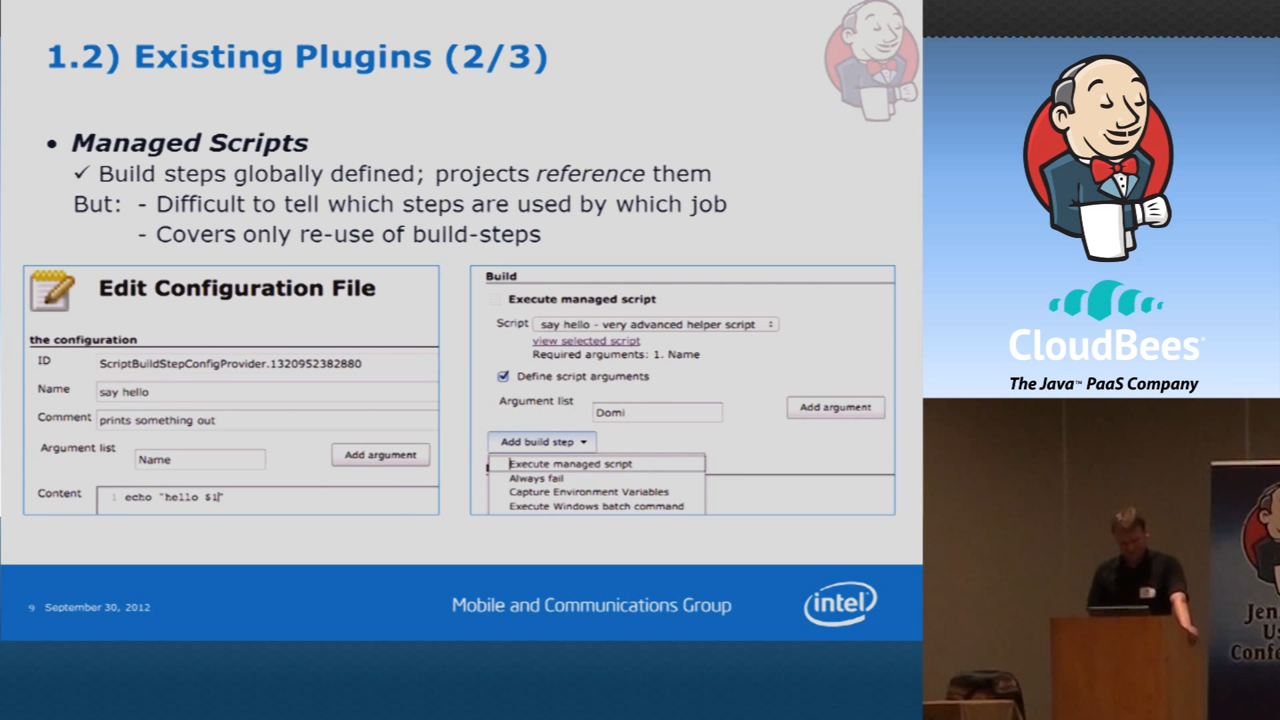 1.2) Existing Plugins (2/3)
• Managed Scripts
✓ Build steps globally defined; projects reference them
But: - Difficult to tell which steps are used by which job
- Covers only re-use of build-steps
Edit Configuration File
the configuration
ID ScriptBuildStepConfigProvider.1320952382880
Name say hello
Comment prints something out
Argument list Name Add argument
Content 1 echo "hello $1"
Build
Execute managed script
Script say hello - very advanced helper script
view selected script
Required arguments: 1. Name
Define script arguments
Argument list Domi Add argument
Add build step
Execute managed script
Always fail
Capture Environment Variables
Execute Windows batch command
9 September 30, 2012
Mobile and Communications Group
intel
CloudBees
The Java™ PaaS Company
Jen
Us
Confe